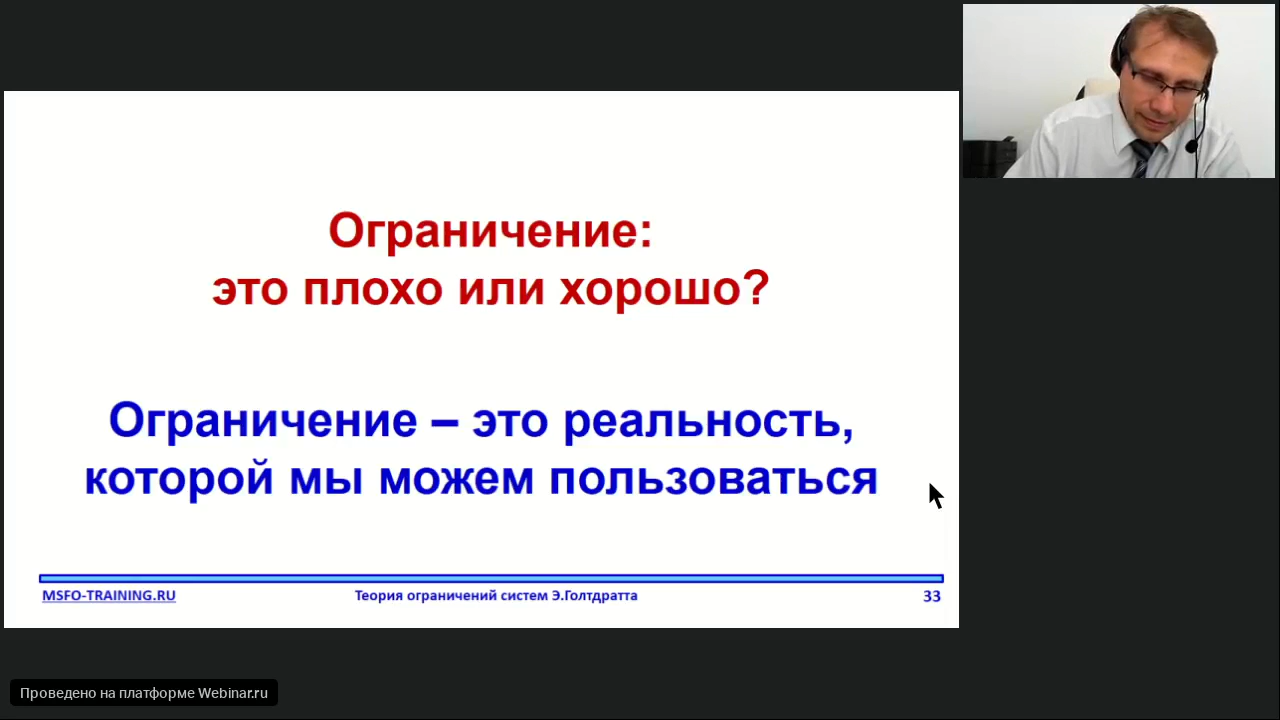 Ограничение:
это плохо или хорошо?
Ограничение – это реальность,
которой мы можем пользоваться
MSFO-TRAINING.RU
Теория ограничений систем Э.Голтдратта
33
Проведено на платформе Webinar.ru